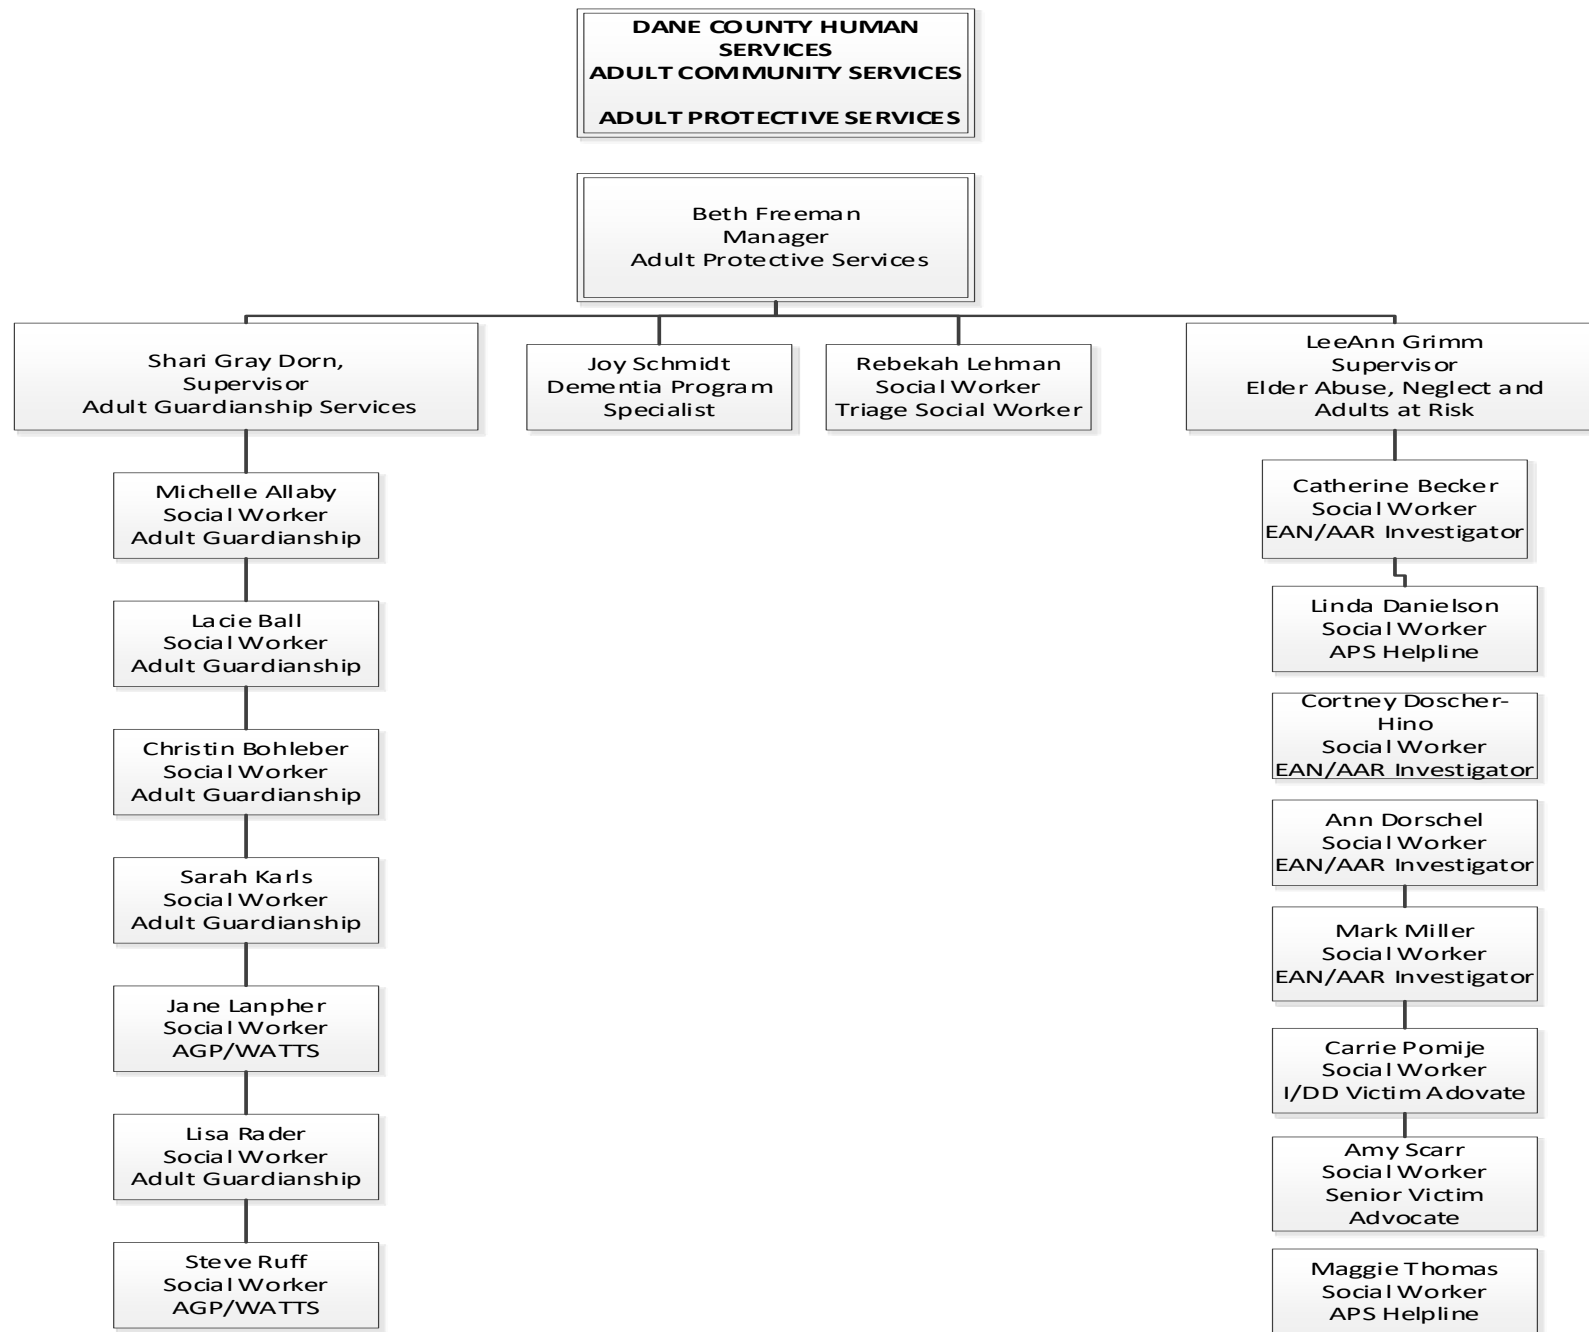 DANE COUNTY HUMAN
SERVICES
ADULT COMMUNITY SERVICES
ADULT PROTECTIVE SERVICES
Beth Freeman
Manager
Adult Protective Services
Shari Gray Dorn,
Supervisor
Adult Guardianship Services
Joy Schmidt
Dementia Program
Specialist
Rebekah Lehman
Social Worker
Triage Social Worker
LeeAnn Grimm
Supervisor
Elder Abuse, Neglect and
Adults at Risk
Michelle Allaby
Social Worker
Adult Guardianship
Lacie Ball
Social Worker
Adult Guardianship
Christin Bohleber
Social Worker
Adult Guardianship
Sarah Karls
Social Worker
Adult Guardianship
Jane Lanpher
Social Worker
AGP/WATTS
Lisa Rader
Social Worker
Adult Guardianship
Steve Ruff
Social Worker
AGP/WATTS
Catherine Becker
Social Worker
EAN/AAR Investigator
Linda Danielson
Social Worker
APS Helpline
Cortney Doscher-
Hino
Social Worker
EAN/AAR Investigator
Ann Dorschel
Social Worker
EAN/AAR Investigator
Mark Miller
Social Worker
EAN/AAR Investigator
Carrie Pomije
Social Worker
I/DD Victim Adovate
Amy Scarr
Social Worker
Senior Victim
Advocate
Maggie Thomas
Social Worker
APS Helpline